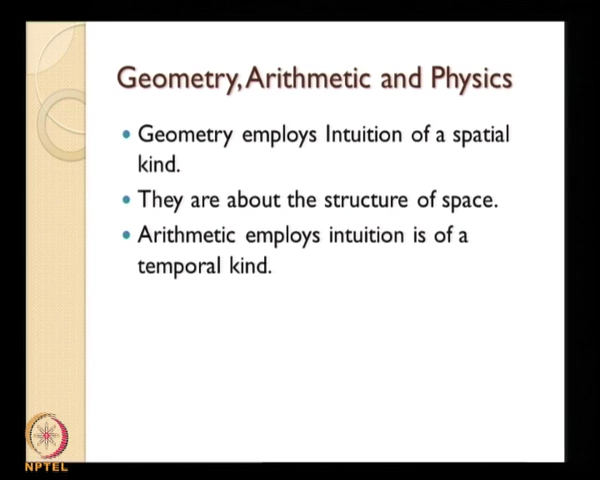 Geometry, Arithmetic and Physics
• Geometry employs Intuition of a spatial
kind.
• They are about the structure of space.
• Arithmetic employs intuition is of a
temporal kind.
NPTEL